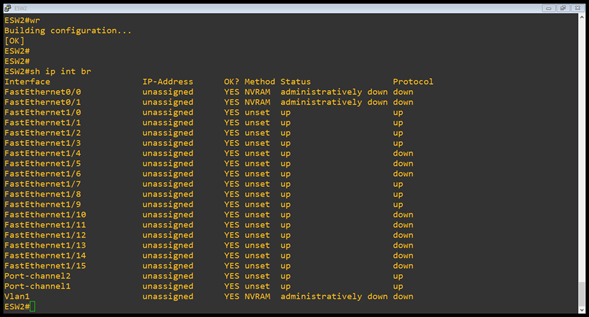 ESW2
ESW2#wr
Building configuration...
[OK]
ESW2#
ESW2#
ESW2#sh ip int br
Interface IP-Address OK? Method Status Protocol
FastEthernet0/0 unassigned YES NVRAM administratively down down
FastEthernet0/1 unassigned YES NVRAM administratively down down
FastEthernet1/0 unassigned YES unset up up
FastEthernet1/1 unassigned YES unset up up
FastEthernet1/2 unassigned YES unset up up
FastEthernet1/3 unassigned YES unset up up
FastEthernet1/4 unassigned YES unset up down
FastEthernet1/5 unassigned YES unset up down
FastEthernet1/6 unassigned YES unset up down
FastEthernet1/7 unassigned YES unset up up
FastEthernet1/8 unassigned YES unset up up
FastEthernet1/9 unassigned YES unset up up
FastEthernet1/10 unassigned YES unset up down
FastEthernet1/11 unassigned YES unset up down
FastEthernet1/12 unassigned YES unset up down
FastEthernet1/13 unassigned YES unset up down
FastEthernet1/14 unassigned YES unset up down
FastEthernet1/15 unassigned YES unset up down
Port-channel2 unassigned YES unset up up
Port-channel1 unassigned YES unset up up
Vlan1 unassigned YES NVRAM administratively down down
ESW2#